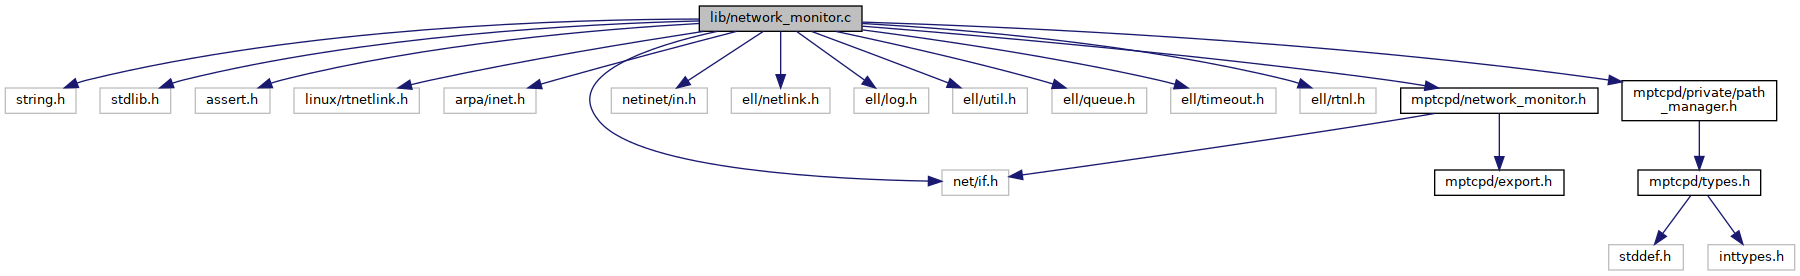 lib/network_monitor.c
string.h
stdlib.h
assert.h
linux/rtnetlink.h
arpa/inet.h
netinet/in.h
ell/netlink.h
ell/log.h
ell/util.h
ell/queue.h
ell/timeout.h
ell/rtnl.h
mptcpd/network_monitor.h
mptcpd/private/path
_manager.h
net/if.h
mptcpd/export.h
mptcpd/types.h
stddef.h
inttypes.h